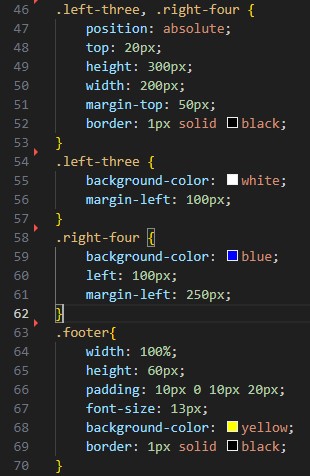 46 .left-three, .right-four {
47 position: absolute;
48 top: 20px;
49 height: 300px;
50 width: 200px;
51 margin-top: 50px;
52 border: 1px solid black;
53 }
54 .left-three {
55 background-color: white;
56 margin-left: 100px;
57 }
58 .right-four {
59 background-color: blue;
60 left: 100px;
61 margin-left: 250px;
62 }
63 .footer{
64 width: 100%;
65 height: 60px;
66 padding: 10px 0 10px 20px;
67 font-size: 13px;
68 background-color: yellow;
69 border: 1px solid black;
70 }